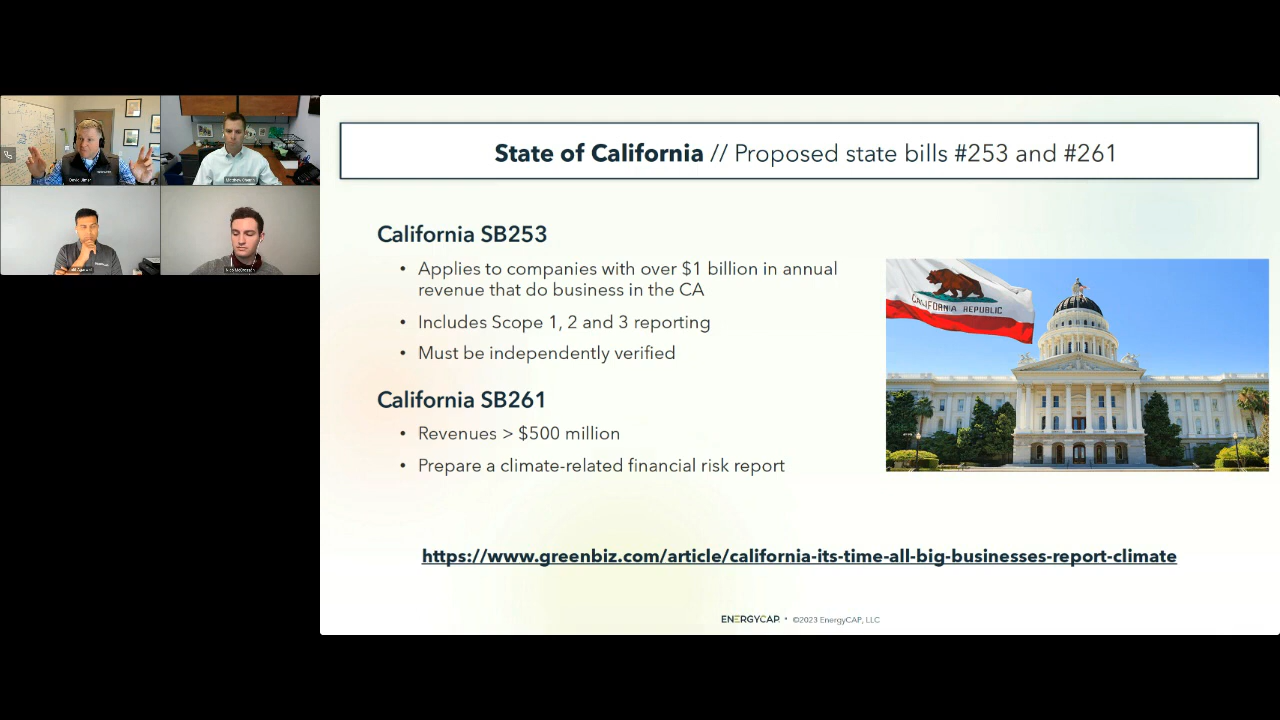 State of California // Proposed state bills #253 and #261
California SB253
• Applies to companies with over $1 billion in annual
revenue that do business in the CA
• Includes Scope 1, 2 and 3 reporting
• Must be independently verified
California SB261
• Revenues > $500 million
• Prepare a climate-related financial risk report
CALIFORNIA REPUBLIC
https://www.greenbiz.com/article/california-its-time-all-big-businesses-report-climate
ENERGYCAP • ©2023 EnergyCAP, LLC